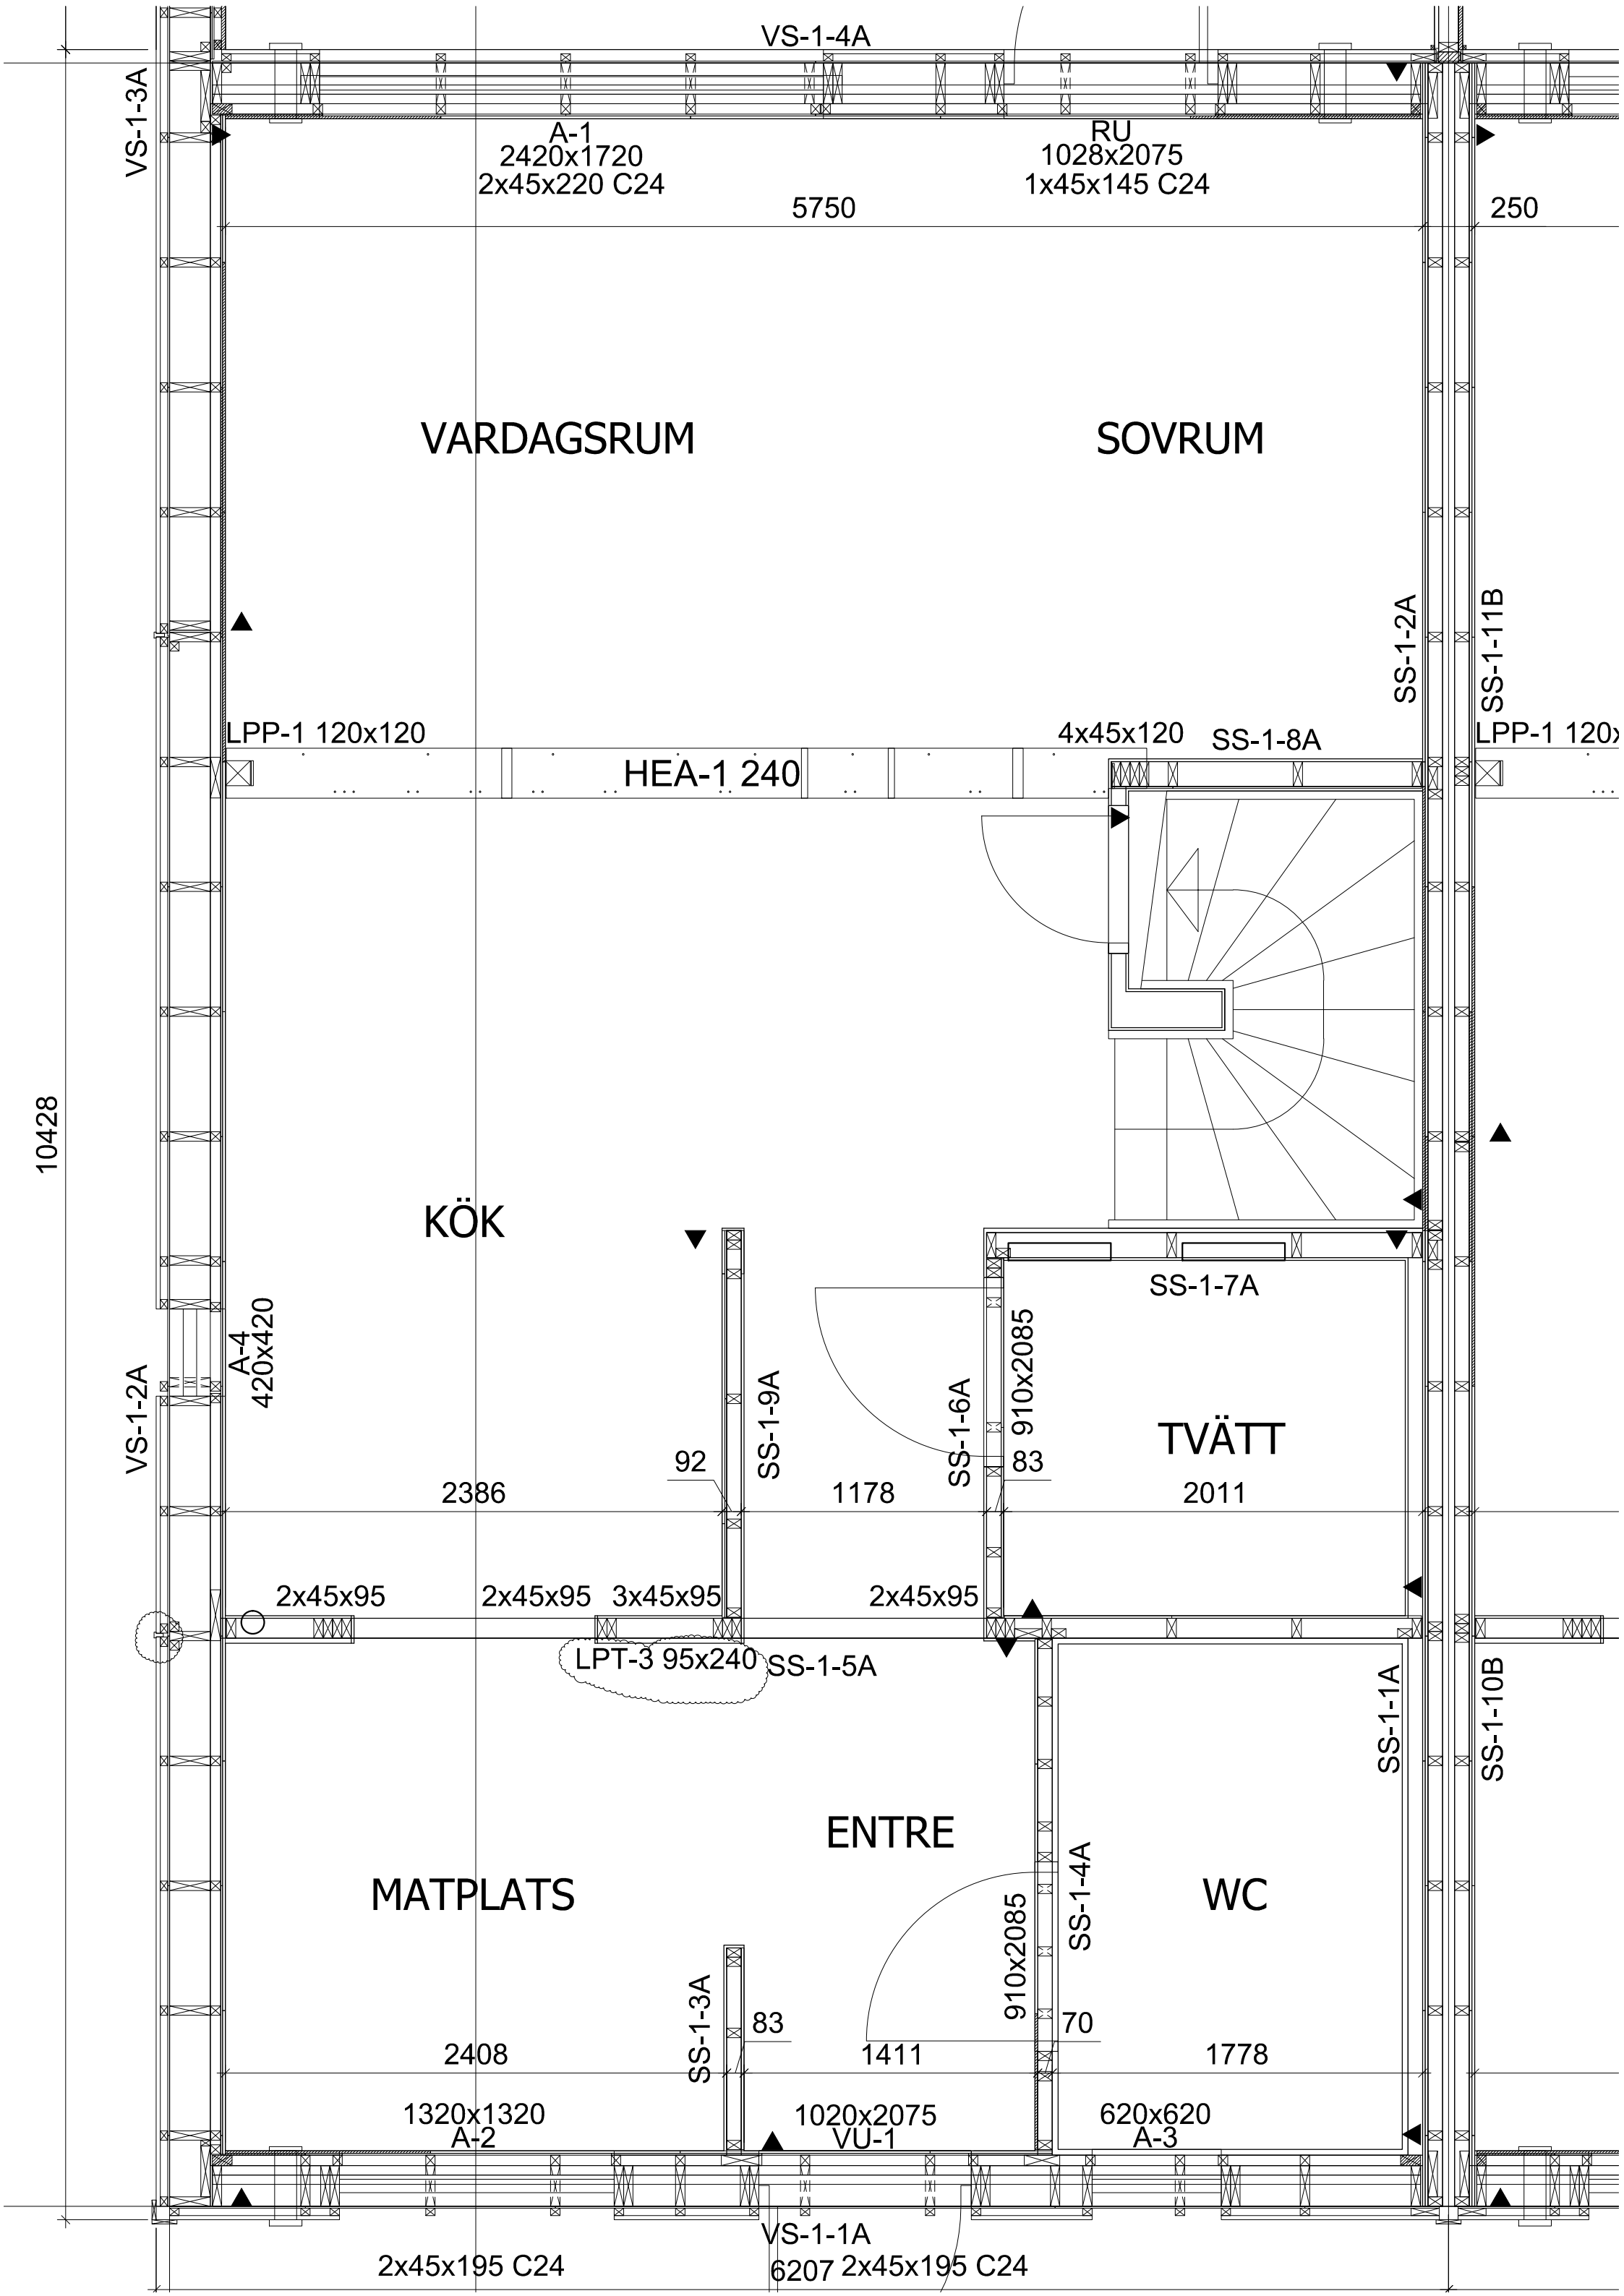 VS-1-4A
VS-1-3A
A-1
2420x1720
2x45x220 C24
RU
1028x2075
1x45x145 C24
5750
250
VARDAGSRUM
SOVRUM
SS-1-2A
SS-1-11B
LPP-1 120x120
HEA-1 240
4x45x120
SS-1-8A
LPP-1 120x
10428
KÖK
SS-1-7A
A-4
420x420
VS-1-2A
SS-1-9A
SS-1-6A
910x2085
TVÄTT
92
83
2386
1178
2011
2x45x95
2x45x95
3x45x95
2x45x95
LPT-3 95x240
SS-1-5A
SS-1-1A
SS-1-10B
ENTRE
MATPLATS
WC
SS-1-4A
910x2085
SS-1-3A
83
70
2408
1411
1778
1320x1320
A-2
1020x2075
VU-1
620x620
A-3
VS-1-1A
2x45x195 C24
6207
2x45x195 C24